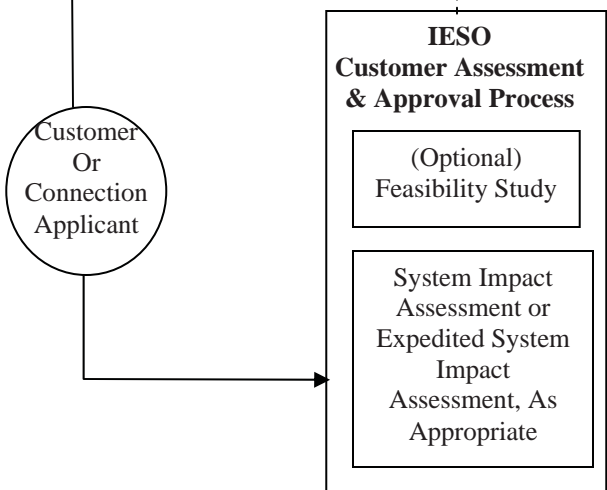 IESO
Customer Assessment
& Approval Process
Customer
Or
Connection
Applicant
(Optional)
Feasibility Study
System Impact
Assessment or
Expedited System
Impact
Assessment, As
Appropriate